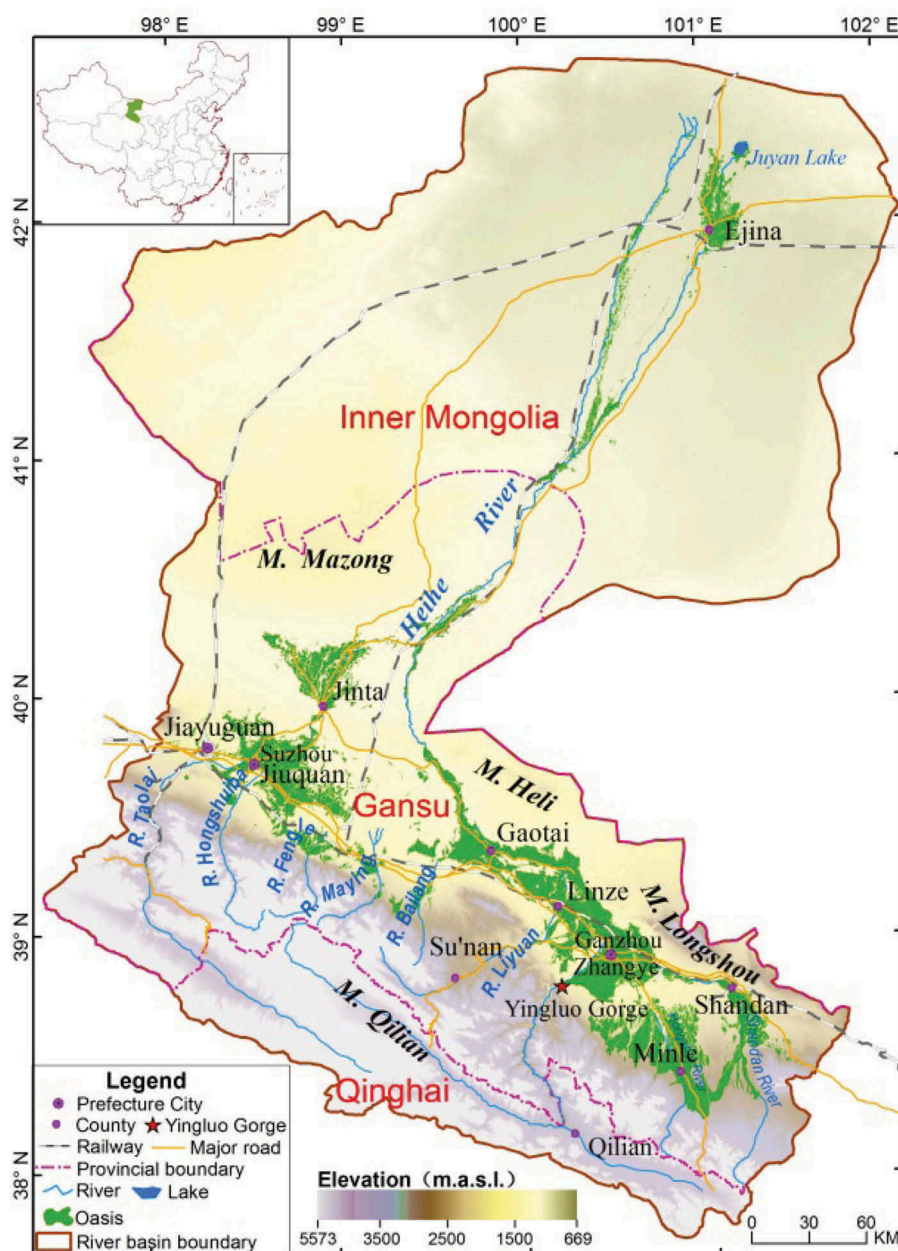 98° E
99° E
100° E
101° E
102° E
42° N
41° N
40° N
39° N
38° N
Juyan Lake
Ejina
Inner Mongolia
River
M. Mazong
Heihe
Jinta
Jiayuguan
Suzhou
Jiuquan
M. Heli
Gansu
R. Taolai
R. Hongshuiba
R. Fengle
R. Maying
R. Bailang
Gaotai
Linze
M. Longshou
Su'nan
R. Liyuan
Ganzhou
Zhangye
Yingluo Gorge
Shandan
Minle
Shandan River
M. Qilian
Qinghai
Qilian
Legend
Prefecture City
County
Yingluo Gorge
Railway
Major road
Provincial boundary
River
Lake
Oasis
River basin boundary
Elevation (m.a.s.l.)
5573 3500 2500 1500 669
0 30 60
KM